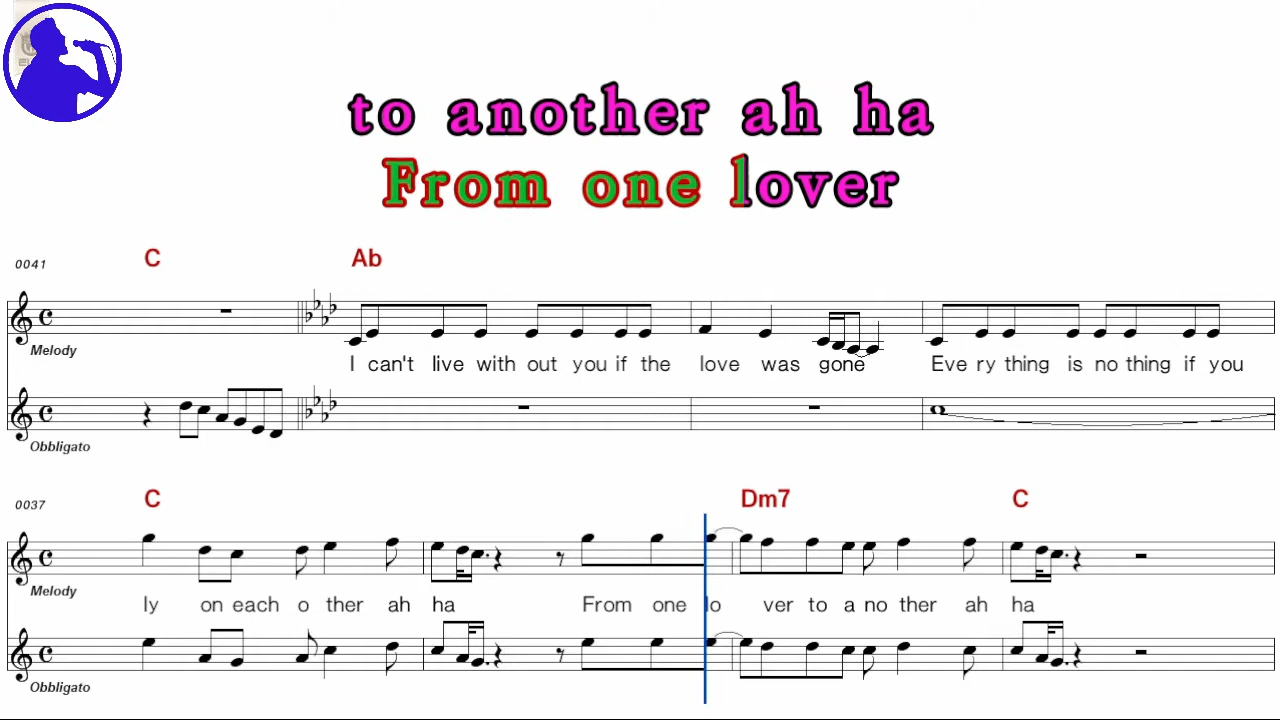 to another ah ha
From one lover
0041 C Ab
Melody
I can't live with out you if the love was gone Eve ry thing is no thing if you
Obbligato
0037 C Dm7 C
Melody
ly on each o ther ah ha From one lo ver to a no ther ah ha
Obbligato